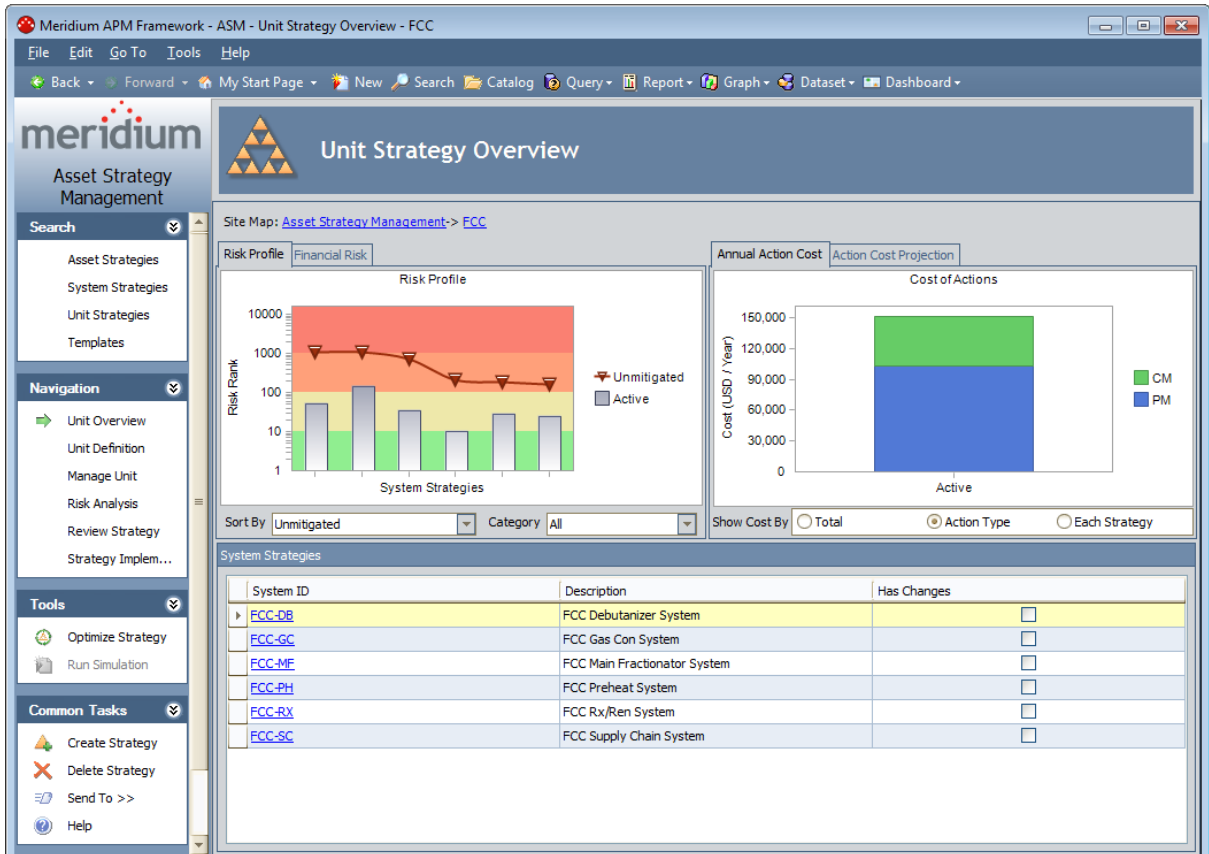 Meridium APM Framework - ASM - Unit Strategy Overview - FCC
File Edit Go To Tools Help
Back Forward My Start Page New Search Catalog Query Report Graph Dataset Dashboard
meridium
Asset Strategy
Management
Search
Asset Strategies
System Strategies
Unit Strategies
Templates
Navigation
Unit Overview
Unit Definition
Manage Unit
Risk Analysis
Review Strategy
Strategy Implem...
Tools
Optimize Strategy
Run Simulation
Common Tasks
Create Strategy
Delete Strategy
Send To >>
Help
Unit Strategy Overview
Site Map: Asset Strategy Management-> FCC
Risk Profile Financial Risk
Risk Profile
Risk Rank
10000
1000
100
10
1
System Strategies
Unmitigated
Active
Sort By Unmitigated Category All
Annual Action Cost Action Cost Projection
Cost of Actions
Cost (USD / Year)
150,000
120,000
90,000
60,000
30,000
0
Active
CM
PM
Show Cost By Total Action Type Each Strategy
System Strategies
System ID Description Has Changes
FCC-DB FCC Debutanizer System
FCC-GC FCC Gas Con System
FCC-MF FCC Main Fractionator System
FCC-PH FCC Preheat System
FCC-RX FCC Rx/Ren System
FCC-SC FCC Supply Chain System